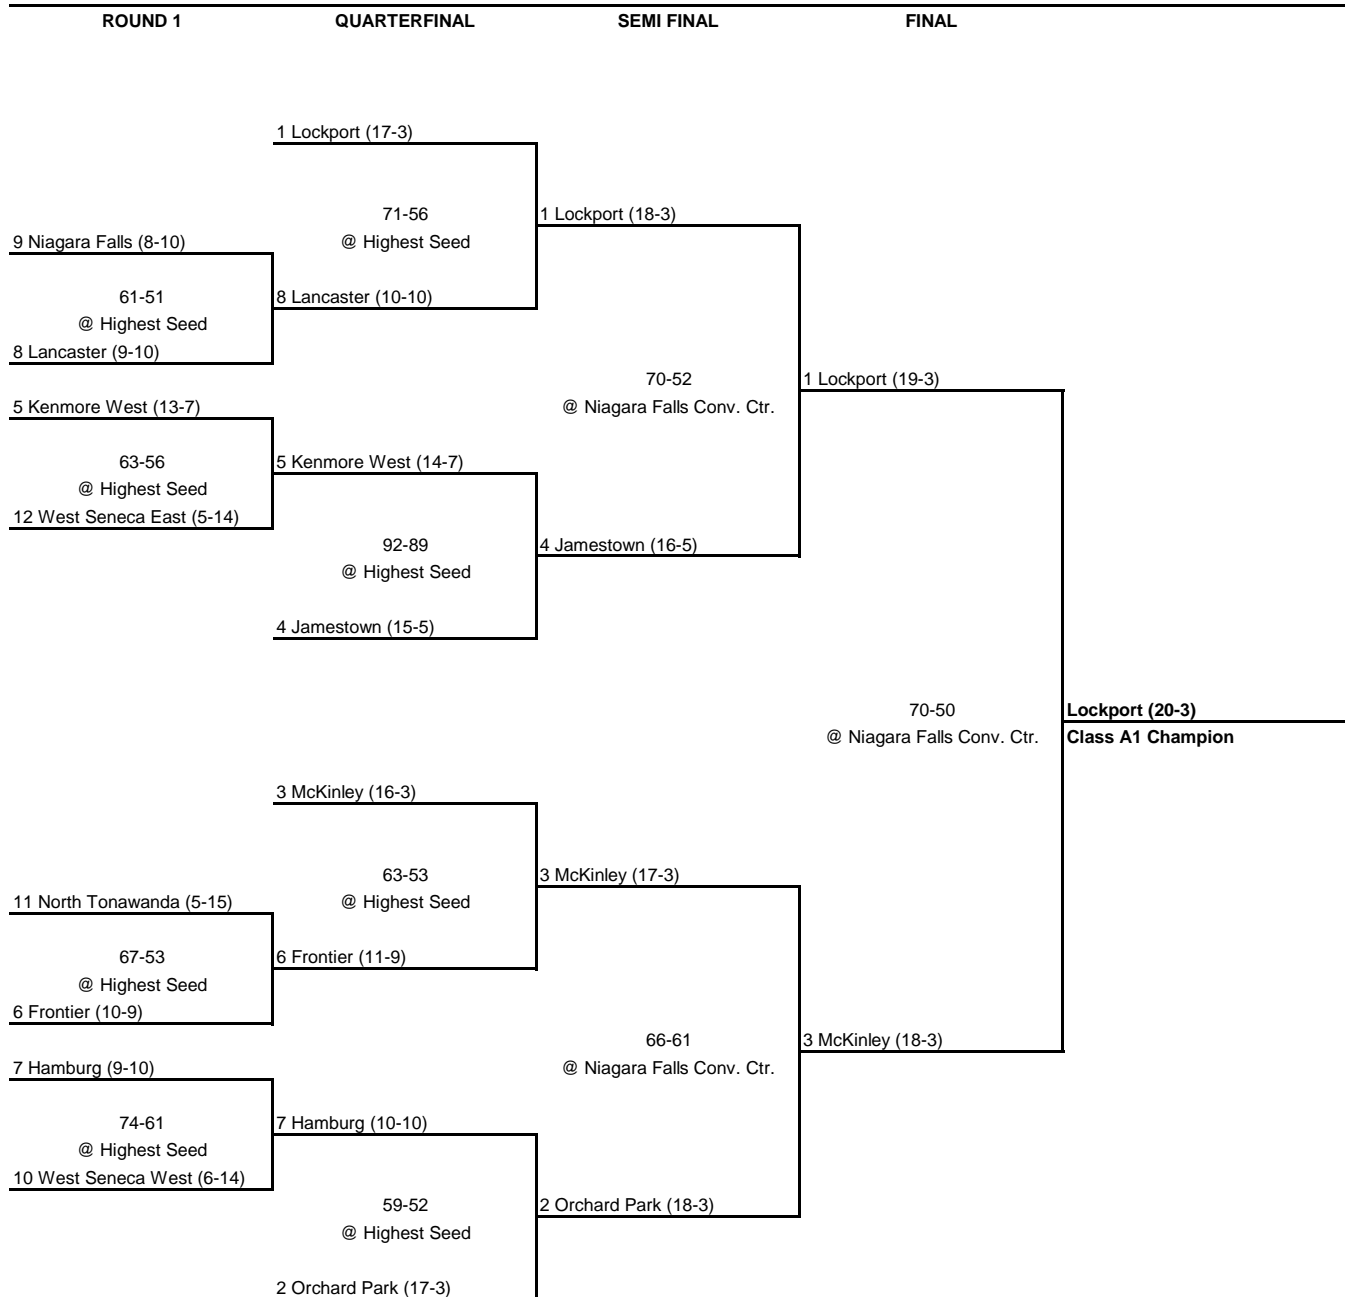 ROUND 1 QUARTERFINAL SEMI FINAL FINAL
1 Lockport (17-3)
71-56 1 Lockport (18-3)
9 Niagara Falls (8-10) @ Highest Seed
61-51 8 Lancaster (10-10)
@ Highest Seed
8 Lancaster (9-10)
70-52 1 Lockport (19-3)
5 Kenmore West (13-7) @ Niagara Falls Conv. Ctr.
63-56 5 Kenmore West (14-7)
@ Highest Seed
12 West Seneca East (5-14)
92-89 4 Jamestown (16-5)
@ Highest Seed
4 Jamestown (15-5)
70-50 Lockport (20-3)
@ Niagara Falls Conv. Ctr. Class A1 Champion
3 McKinley (16-3)
63-53 3 McKinley (17-3)
11 North Tonawanda (5-15) @ Highest Seed
67-53 6 Frontier (11-9)
@ Highest Seed
6 Frontier (10-9)
66-61 3 McKinley (18-3)
7 Hamburg (9-10) @ Niagara Falls Conv. Ctr.
74-61 7 Hamburg (10-10)
@ Highest Seed
10 West Seneca West (6-14)
59-52 2 Orchard Park (18-3)
@ Highest Seed
2 Orchard Park (17-3)